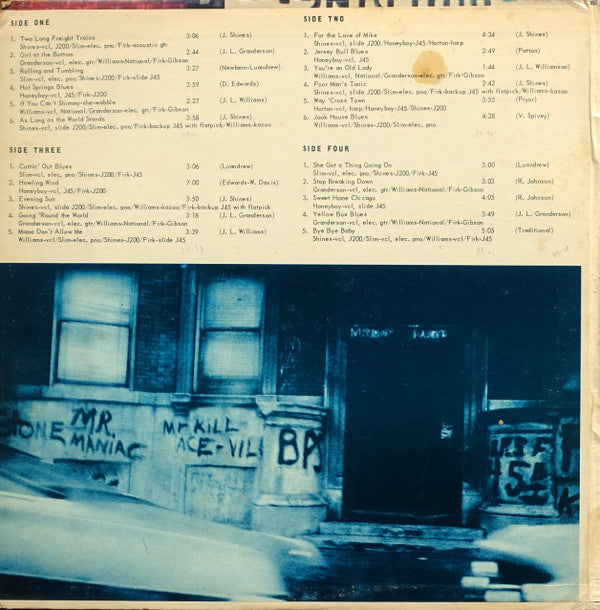 SIDE ONE
1. Two Long Freight Trains 3:06 (J. Shines)
Shines-vcl, J200/Slim-elec. pno/Firk-acoustic gtr
2. Girl at the Bottom 2:44 (J. L. Granderson)
Granderson-vcl, elec. gtr/Williams-National/Firk-Gibson
3. Rolling and Tumbling 3:27 (Newbern-Luandrew)
Slim-vcl, elec. pno/Shines-J200/Firk-slide J45
4. Hot Springs Blues 3:59 (D. Edwards)
Honeyboy-vcl, J45/Firk-J200
5. If You Can't Shimmy-she-wabble 2:27 (J. L. Williams)
Williams-vcl, National/Granderson-elec. gtr/Firk-Gibson
6. As Long as the World Stands 3:58 (J. Shines)
Shines-vcl, slide J200/Slim-elec. pno/Firk-backup J45 with flatpick/Williams-kazoo
SIDE TWO
1. For the Love of Mike 4:34 (J. Shines)
Shines-vcl, slide J200/Honeyboy-J45/Horton-harp
2. Jersey Bull Blues 2:49 (Patton)
Honeyboy-vcl, J45
3. You're an Old Lady 1:44 (J. L. Williamson)
Williams-vcl, National/Granderson-elec. gtr/Firk-Gibson
4. Poor Man's Tonic 2:42 (J. Shines)
Shines-vcl, slide J200/Slim-elec. pno/Firk-backup J45 with flatpick/Williams-kazoo
5. Way 'Cross Town 3:55 (Pryor)
Horton-vcl, harp/Honeyboy-J45/Shines-J200
6. Jook House Blues 4:28 (V. Spivey)
Williams-vcl/Shines-J200/Slim-elec. pno
SIDE THREE
1. Cuttin' Out Blues 3:06 (Luandrew)
Slim-vcl, elec. pno/Shines-J200/Firk-J45
2. Howling Wind 2:00 (Edwards-W. Davis)
Honeyboy-vcl, J45/Firk-J200
3. Evening Sun 3:50 (J. Shines)
Shines-vcl, slide J200/Slim-elec. pno/Williams-kazoo/Firk-backup J45 with flatpick
4. Going 'Round the World 3:18 (J. L. Granderson)
Granderson-vcl, elec. gtr/Williams-National/Firk-Gibson
5. Mama Don't Allow Me 3:39 (J. L. Williams)
Williams-vcl/Slim-elec. pno/Shines-J200/Firk-slide J45
SIDE FOUR
1. She Got a Thing Going On 3:00 (Luandrew)
Slim-vcl, elec. pno/Shines-J200/Firk-J45
2. Stop Breaking Down 3:03 (R. Johnson)
Granderson-vcl, elec. gtr/Williams-National/Firk-Gibson
3. Sweet Home Chicago 4:05 (R. Johnson)
Honeyboy-vcl, slide J45
4. Yellow Box Blues 3:49 (J. L. Granderson)
Granderson-vcl, elec. gtr/Williams-National/Firk-Gibson
5. Bye Bye Baby 5:05 (Traditional)
Shines-vcl, J200/Slim-vcl, elec. pno/Williams-vcl/Firk-J45
MR.
MANIAC
MR KILL
ACE-VIL
BPS